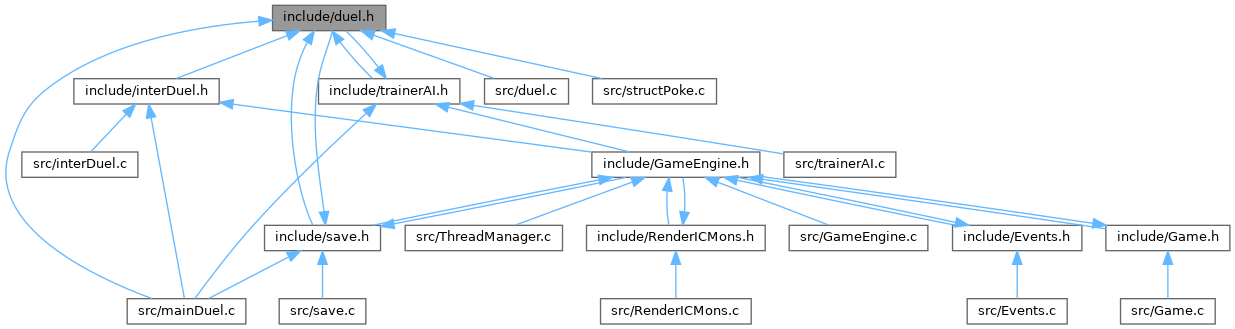 include/duel.h
include/interDuel.h
include/trainerAI.h
src/duel.c
src/structPoke.c
src/interDuel.c
include/GameEngine.h
src/trainerAI.c
include/save.h
src/ThreadManager.c
include/RenderICMons.h
src/GameEngine.c
include/Events.h
include/Game.h
src/mainDuel.c
src/save.c
src/RenderICMons.c
src/Events.c
src/Game.c